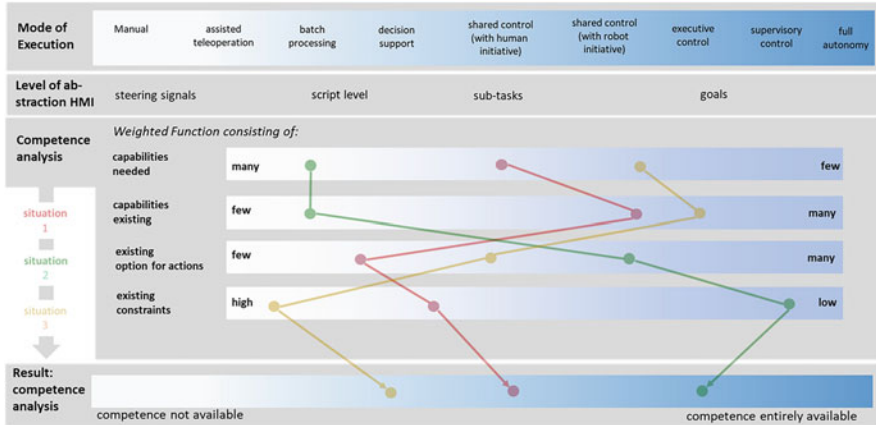 Mode of
Execution
Manual
assisted
teleoperation
batch
processing
decision
support
shared control
(with human
initiative)
shared control
(with robot
initiative)
executive
control
supervisory
control
full
autonomy
Level of ab-
straction HMI
steering signals
script level
sub-tasks
goals
Competence
analysis
Weighted Function consisting of:
capabilities
needed
many
few
capabilities
existing
few
many
existing
option for actions
few
many
existing
constraints
high
low
situation
1
situation
2
situation
3
Result:
competence
analysis
competence not available
competence entirely available